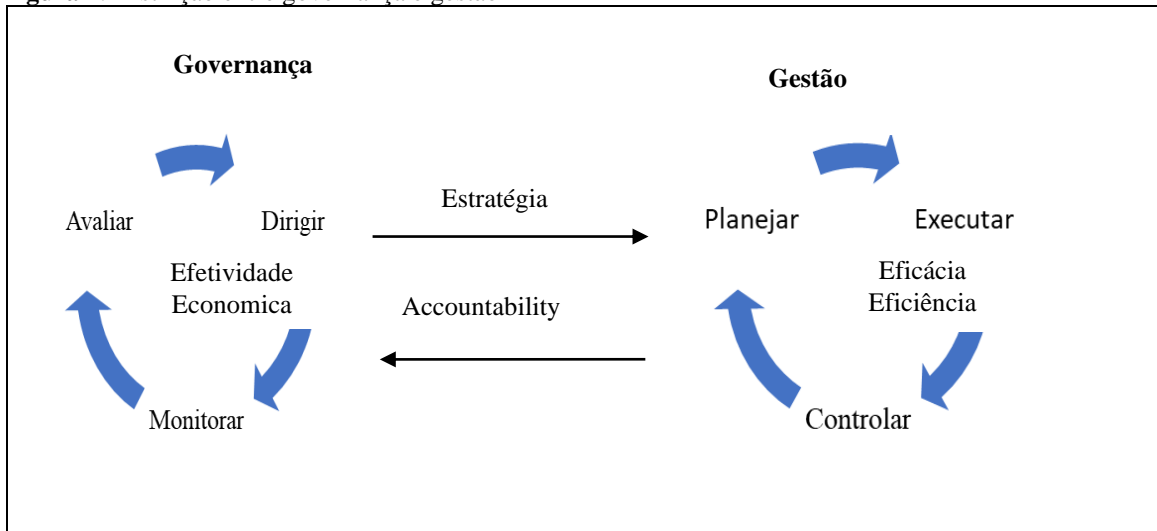 Governança
Gestão
Estratégia
Avaliar
Dirigir
Planejar
Executar
Efetividade
Economica
Eficácia
Eficiência
Accountability
Monitorar
Controlar